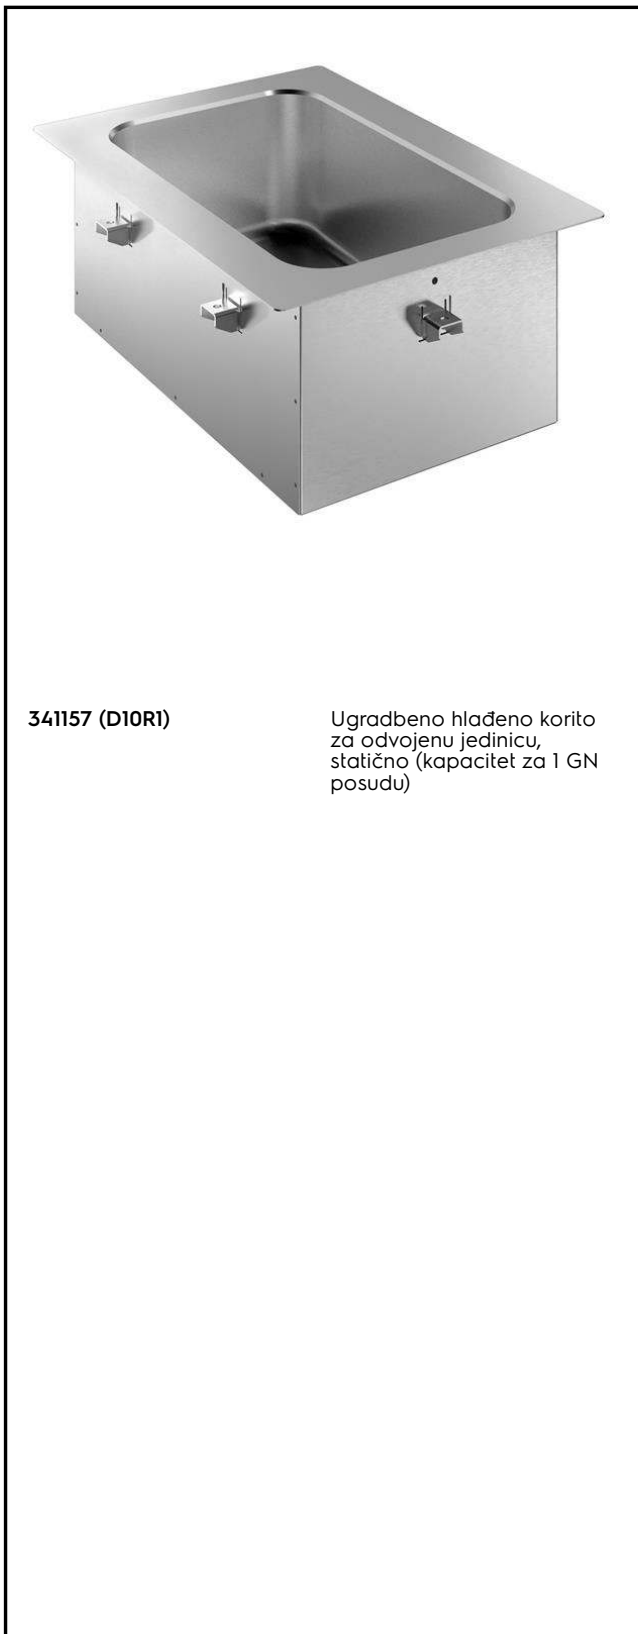 341157 (D10R1)
Ugradbeno hlađeno korito
za odvojenu jedinicu,
statično (kapacitet za 1 GN
posudu)